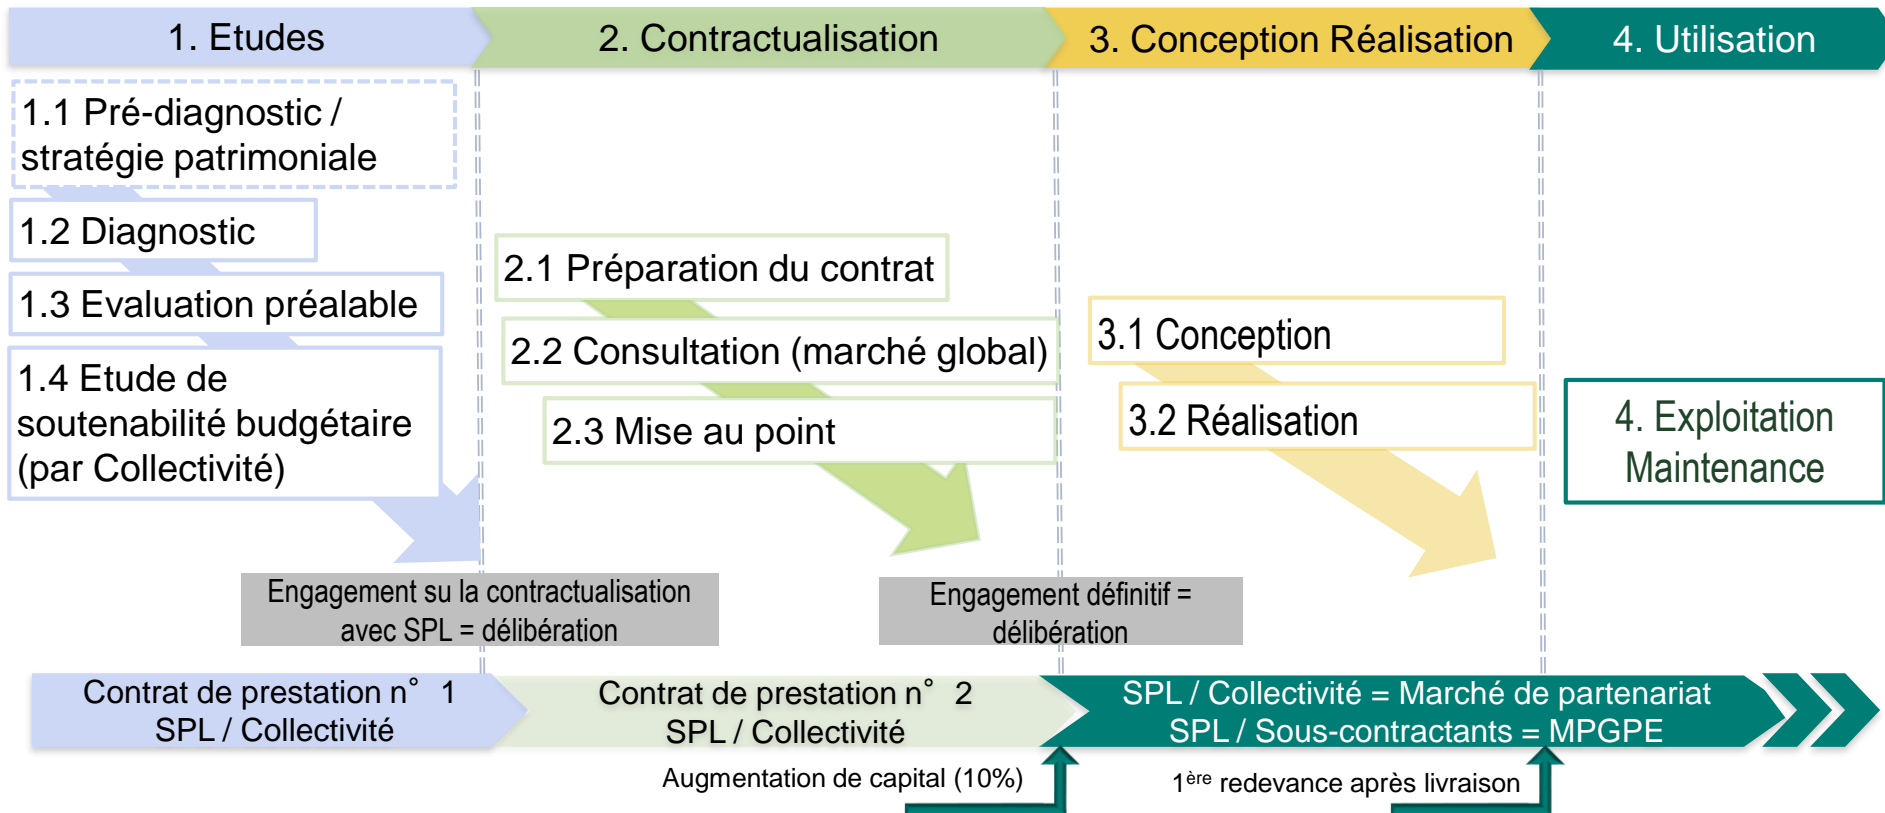 1. Etudes
2. Contractualisation
3. Conception Réalisation
4. Utilisation
1.1 Pré-diagnostic /
stratégie patrimoniale
1.2 Diagnostic
1.3 Evaluation préalable
1.4 Etude de
soutenabilité budgétaire
(par Collectivité)
2.1 Préparation du contrat
2.2 Consultation (marché global)
2.3 Mise au point
3.1 Conception
3.2 Réalisation
4. Exploitation
Maintenance
Engagement su la contractualisation
avec SPL = délibération
Engagement définitif =
délibération
Contrat de prestation n° 1
SPL / Collectivité
Contrat de prestation n° 2
SPL / Collectivité
SPL / Collectivité = Marché de partenariat
SPL / Sous-contractants = MPGPE
Augmentation de capital (10%)
1ère redevance après livraison